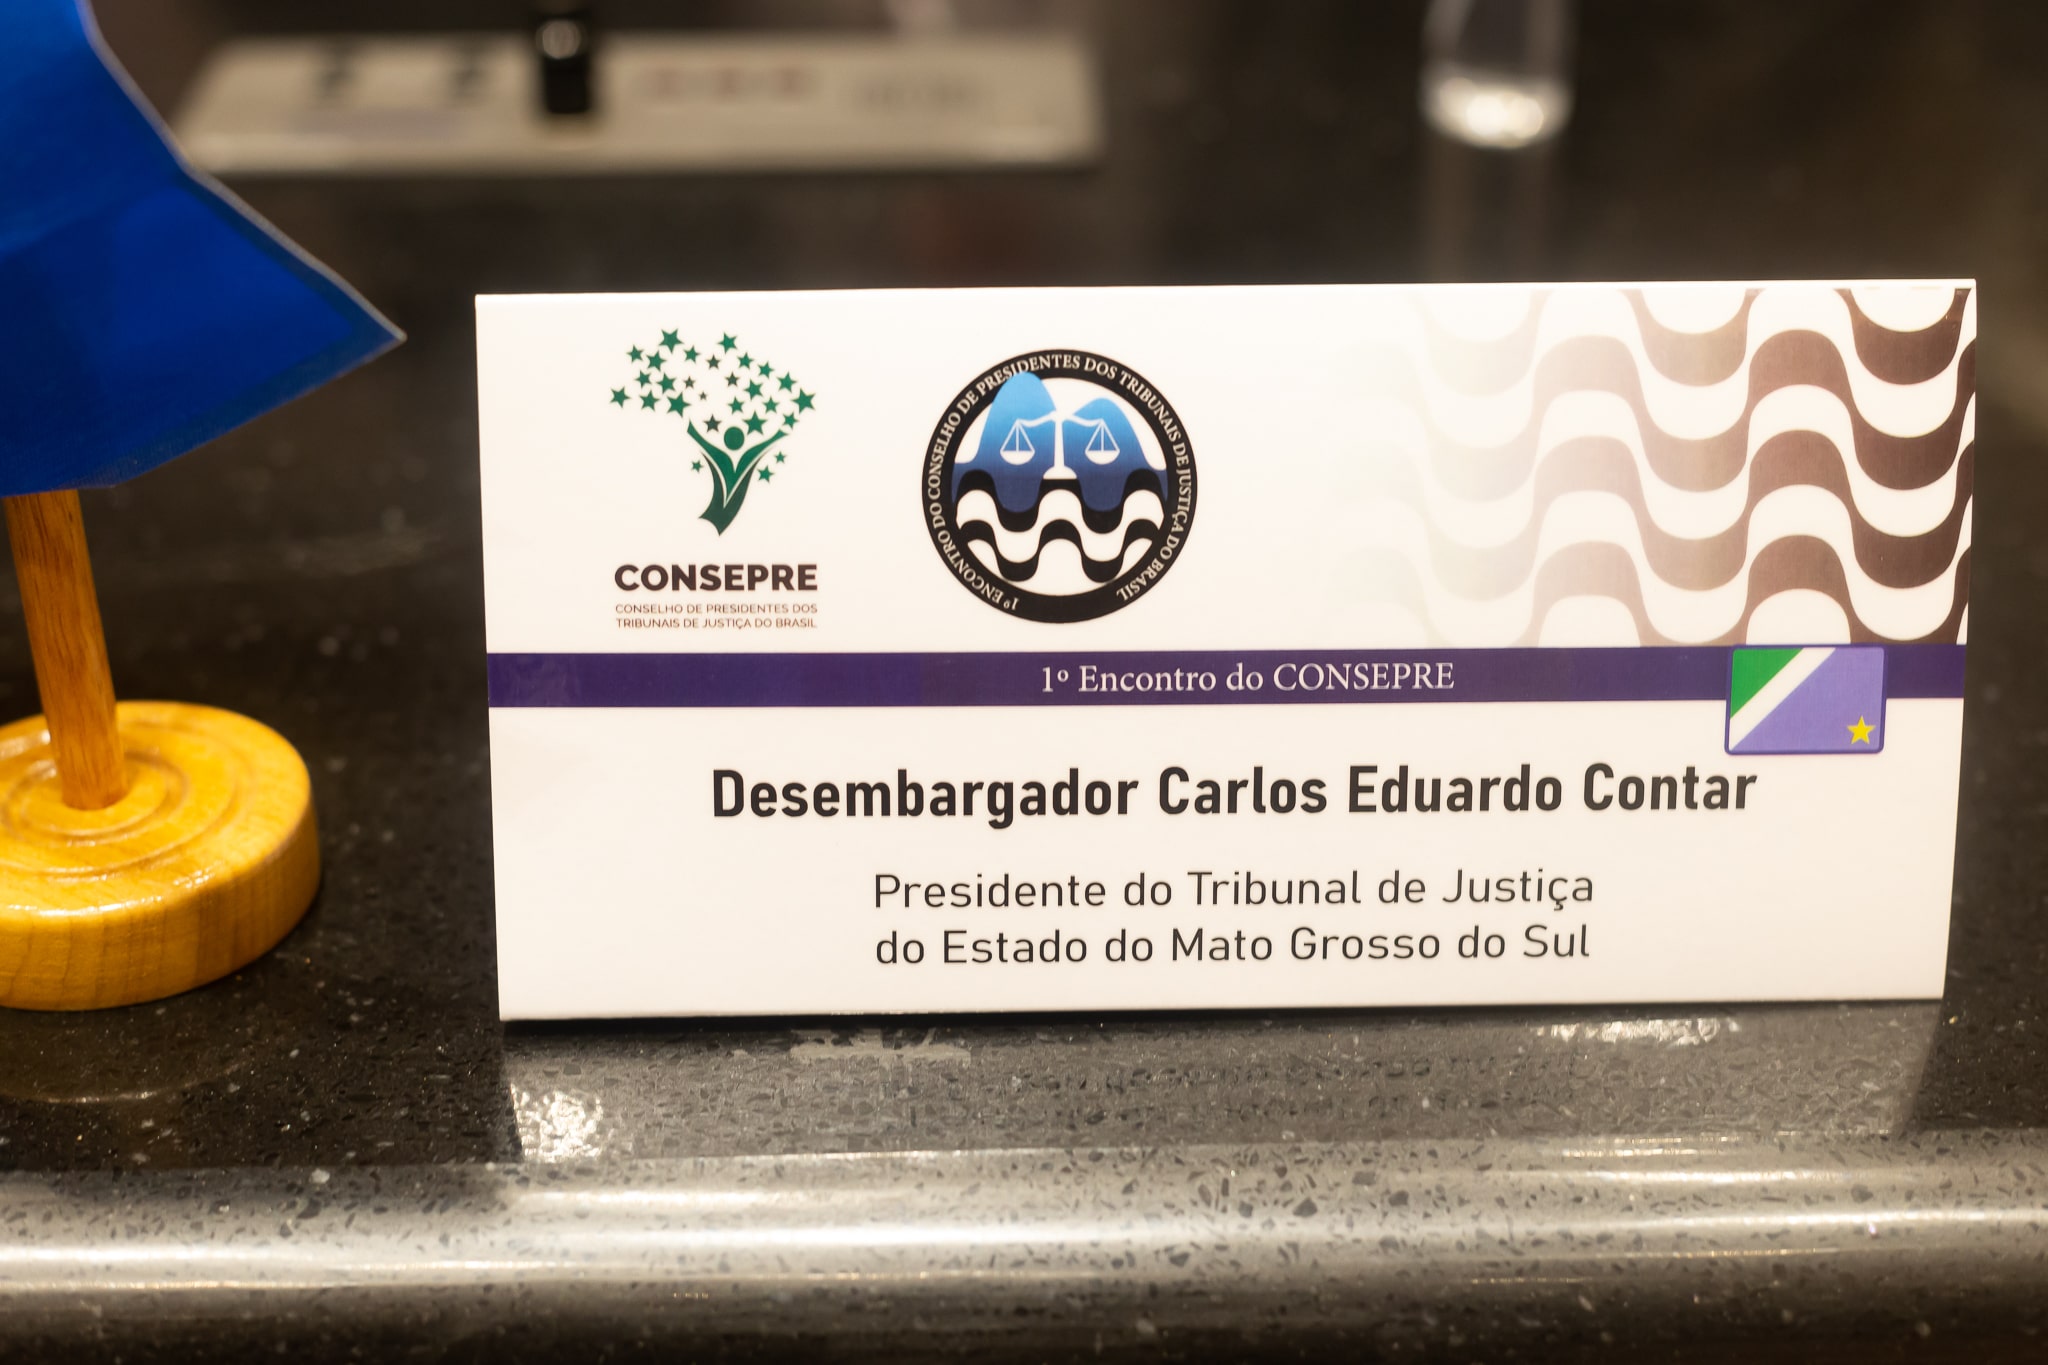 CONSEPRE
CONSELHO DE PRESIDENTES DOS
TRIBUNAIS DE JUSTIÇA DO BRASIL
1º ENCONTRO DO CONSELHO DE PRESIDENTES DOS TRIBUNAIS DE JUSTIÇA DO BRASIL
1º Encontro do CONSEPRE
Desembargador Carlos Eduardo Contar
Presidente do Tribunal de Justiça
do Estado do Mato Grosso do Sul